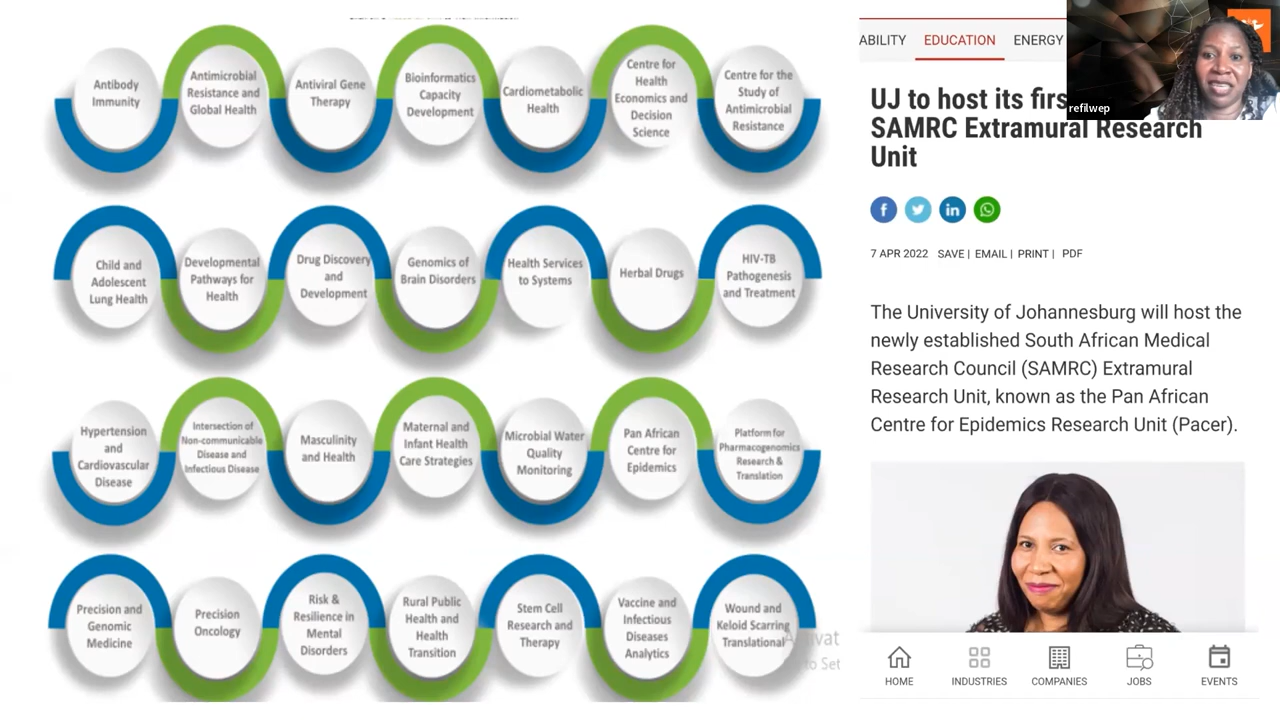 Antibody
Immunity
Antimicrobial
Resistance and
Global Health
Antiviral Gene
Therapy
Bioinformatics
Capacity
Development
Cardiometabolic
Health
Centre for
Health
Economics and
Decision
Science
Centre for the
Study of
Antimicrobial
Resistance
Child and
Adolescent
Lung Health
Developmental
Pathways for
Health
Drug Discovery
and
Development
Genomics of
Brain Disorders
Health Services
to Systems
Herbal Drugs
HIV-TB
Pathogenesis
and Treatment
Hypertension
and
Cardiovascular
Disease
Intersection of
Non-communicable
Disease and
Infectious Disease
Masculinity
and Health
Maternal and
Infant Health
Care Strategies
Microbial Water
Quality
Monitoring
Pan African
Centre for
Epidemics
Platform for
Pharmacogenomics
Research &
Translation
Precision and
Genomic
Medicine
Precision
Oncology
Risk &
Resilience in
Mental
Disorders
Rural Public
Health and
Health
Transition
Stem Cell
Research and
Therapy
Vaccine and
Infectious
Diseases
Analytics
Wound and
Keloid Scarring
Translational
to Set
ABILITY EDUCATION ENERGY
refilwep
UJ to host its firs
SAMRC Extramural Research
Unit
7 APR 2022 SAVE | EMAIL | PRINT | PDF
The University of Johannesburg will host the
newly established South African Medical
Research Council (SAMRC) Extramural
Research Unit, known as the Pan African
Centre for Epidemics Research Unit (Pacer).
HOME INDUSTRIES COMPANIES JOBS EVENTS